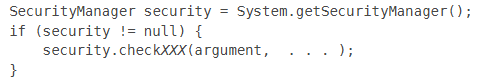 SecurityManager security = System.getSecurityManager();
if (security != null) {
    security.checkXXX(argument,  . . . );
}